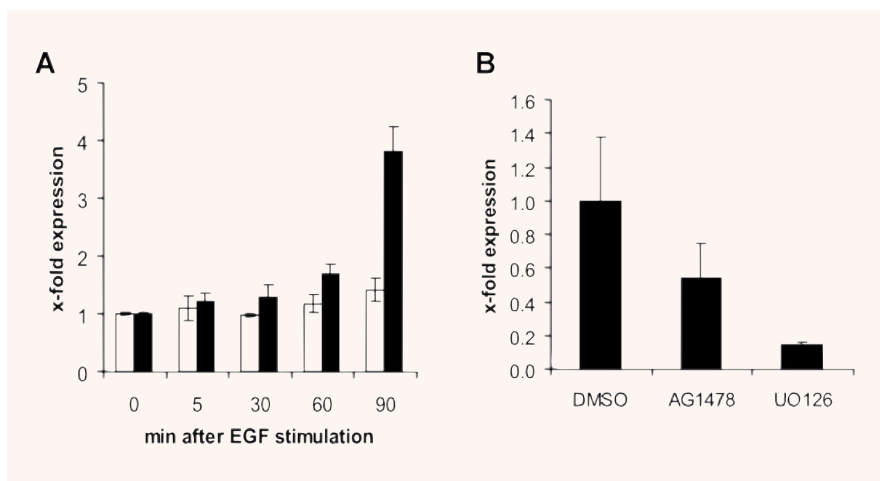 A
x-fold expression
5
4
3
2
1
0
0 5 30 60 90
min after EGF stimulation
B
x-fold expression
1.6
1.4
1.2
1.0
0.8
0.6
0.4
0.2
0.0
DMSO AG1478 UO126